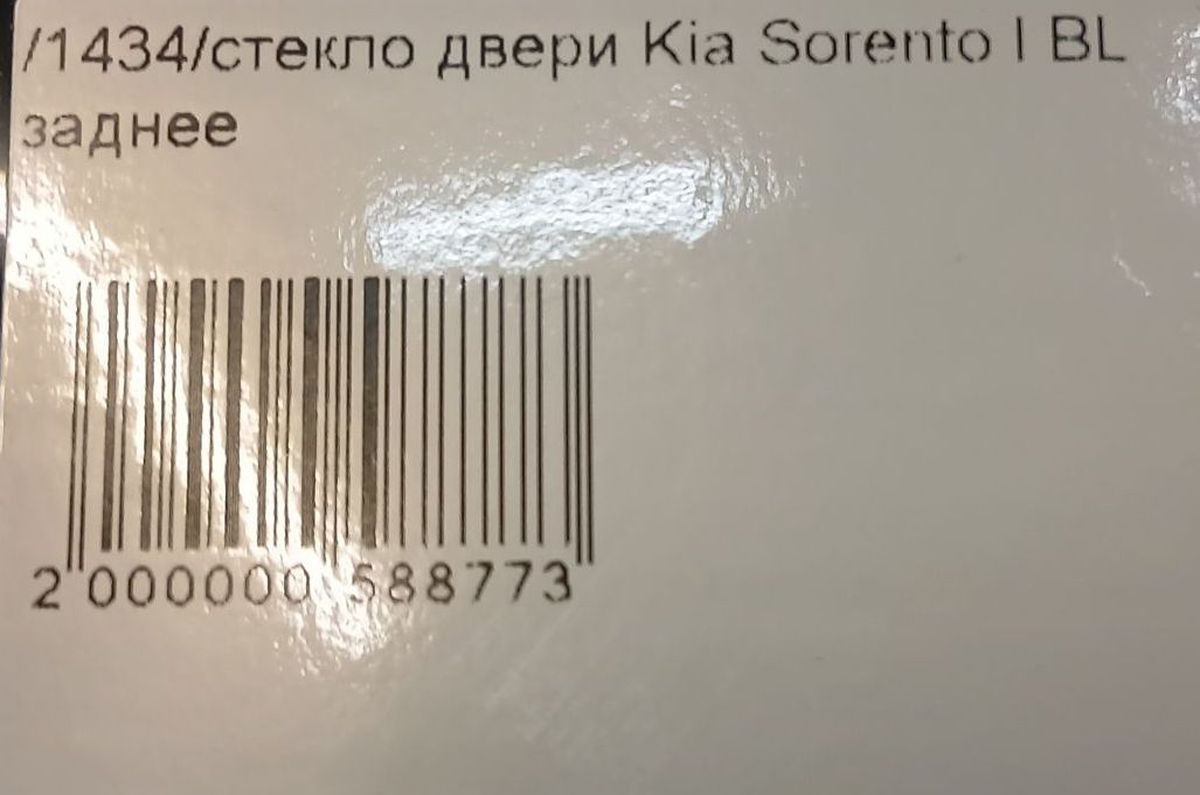 /1434/стекло двери Kia Sorento I BL
заднее
2 000000 588773